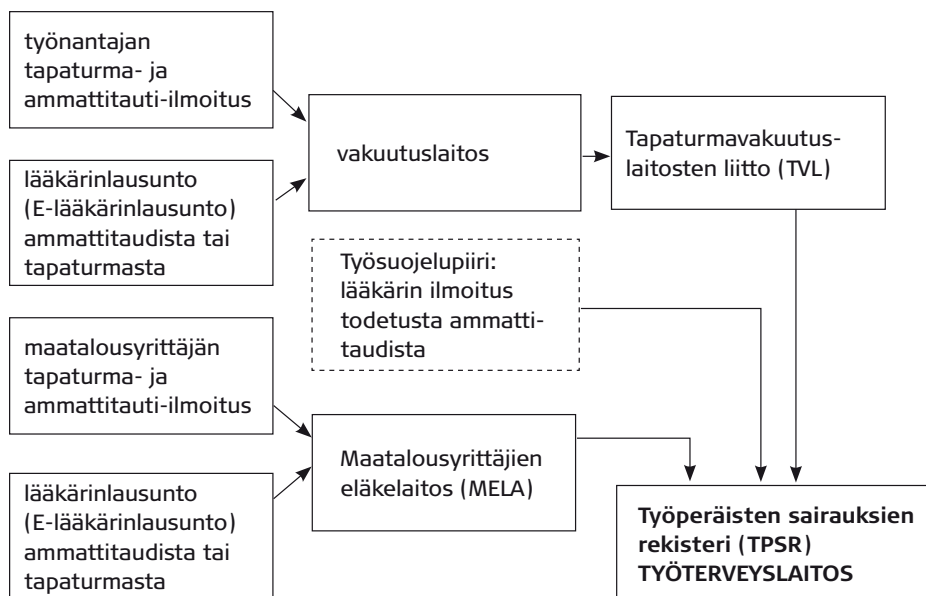 työnantajan
tapaturma- ja
ammattitauti-ilmoitus
lääkärinlausunto
(E-lääkärinlausunto)
ammattitaudista tai
tapaturmasta
vakuutuslaitos
Tapaturmavakuutus-
laitosten liitto (TVL)
Työsuojelupiiri:
lääkärin ilmoitus
todetusta ammatti-
taudista
maatalousyrittäjän
tapaturma- ja
ammattitauti-ilmoitus
lääkärinlausunto
(E-lääkärinlausunto)
ammattitaudista tai
tapaturmasta
Maatalousyrittäjien
eläkelaitos (MELA)
Työperäisten sairauksien
rekisteri (TPSR)
TYÖTERVEYSLAITOS